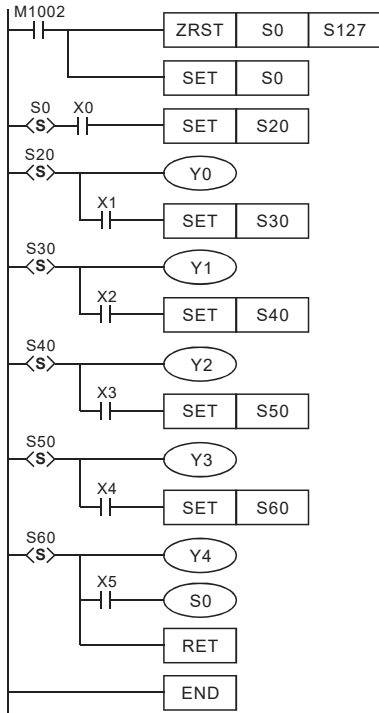 M1002
ZRST S0 S127
SET S0
S0 X0
S SET S20
S20
S Y0
X1
SET S30
S30
S Y1
X2
SET S40
S40
S Y2
X3
SET S50
S50
S Y3
X4
SET S60
S60
S Y4
X5
S0
RET
END